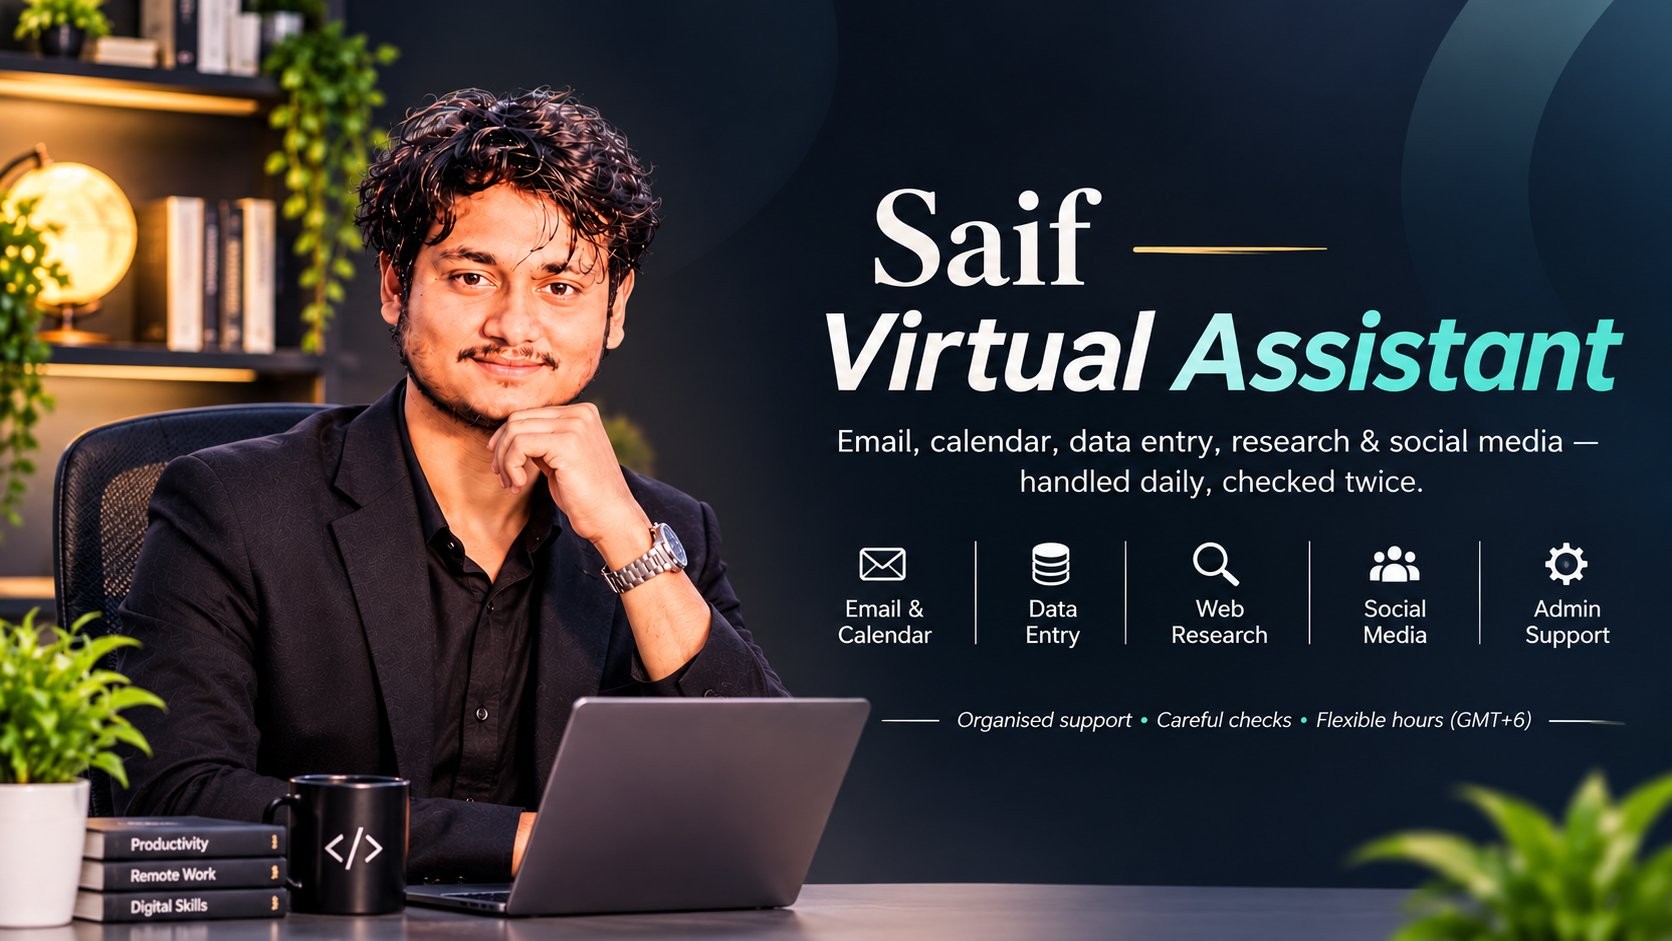 Saif
Virtual Assistant
Email, calendar, data entry, research & social media —
handled daily, checked twice.
Email &
Calendar
Data
Entry
Web
Research
Social
Media
Admin
Support
Organised support • Careful checks • Flexible hours (GMT+6)
Productivity
Remote Work
Digital Skills
</>